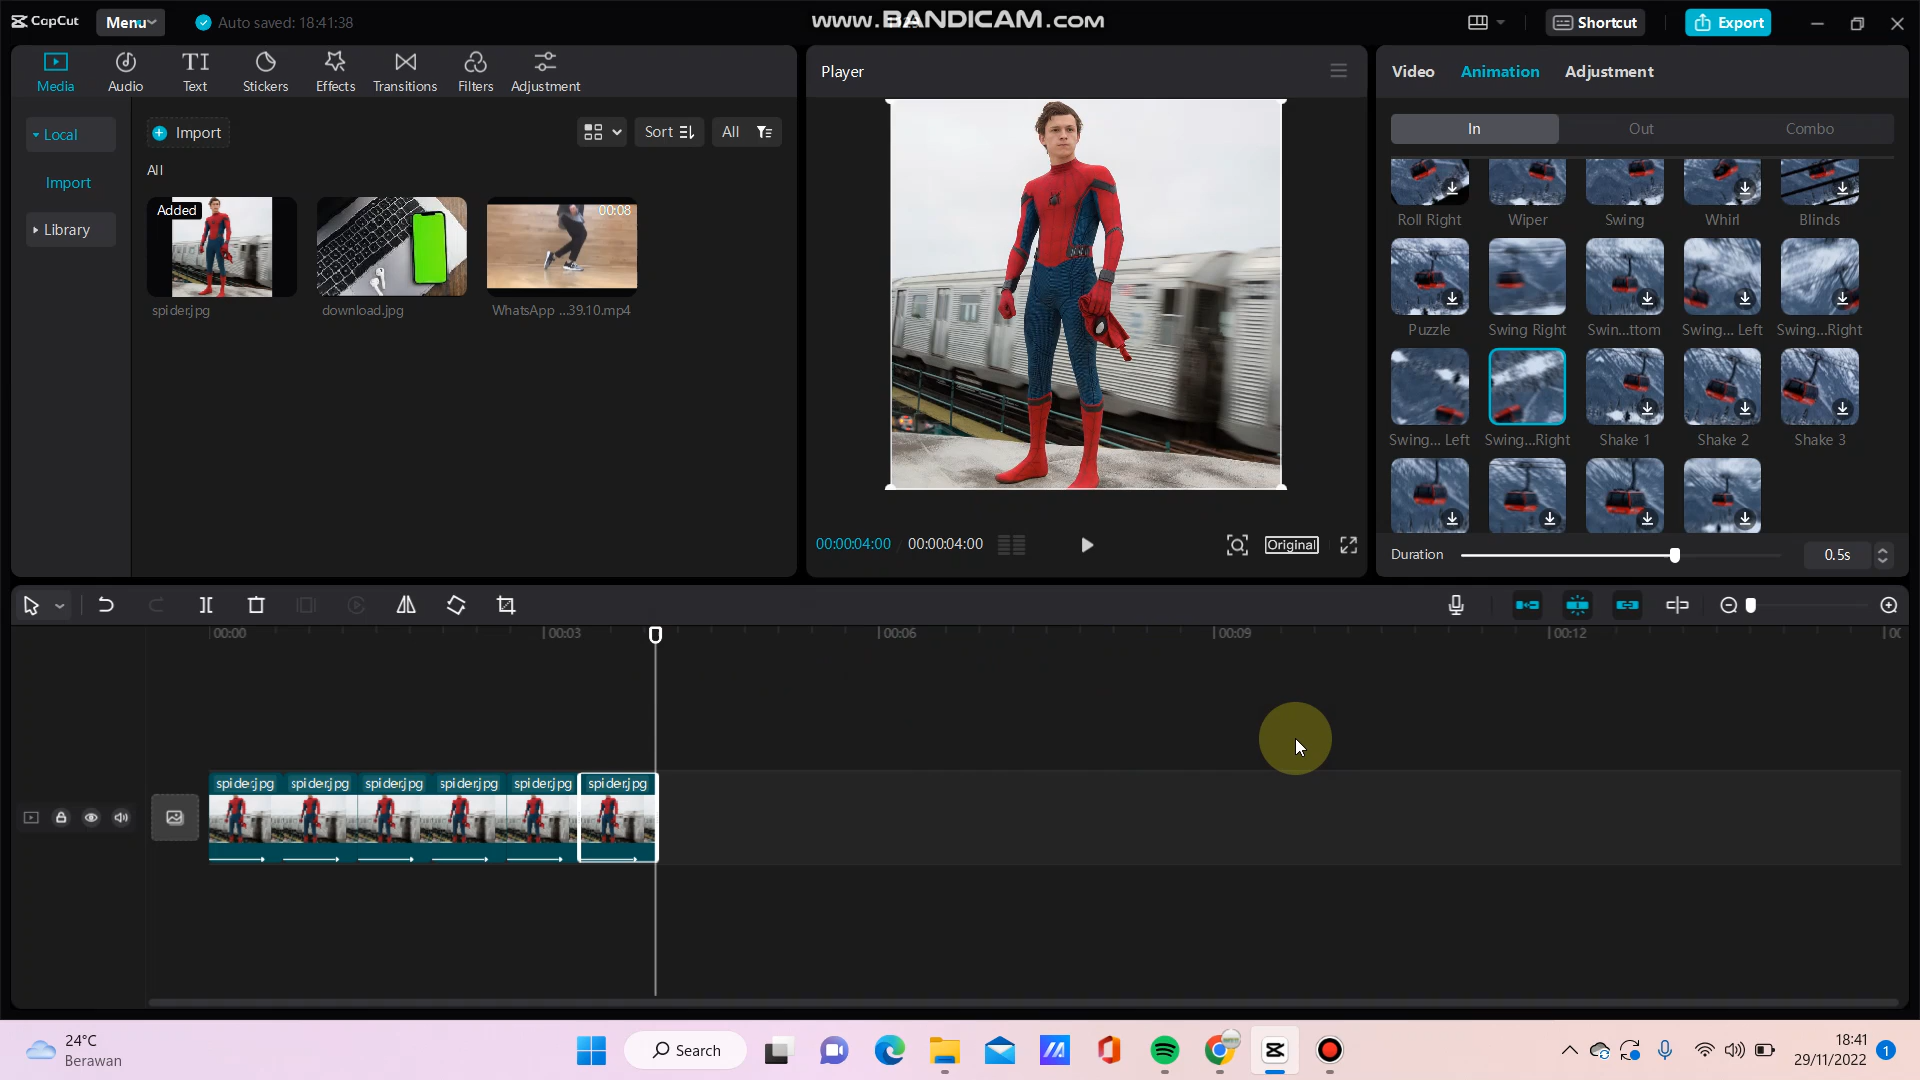 CapCut
Menu
Auto saved: 18:41:38
www.BANDICAM.com
Shortcut
Export
Media
Audio
Text
Stickers
Effects
Transitions
Filters
Adjustment
Local
Import
Library
Import
Sort
All
All
Added
00:08
spider.jpg
download.jpg
WhatsApp ...39.10.mp4
Player
00:00:04:00 / 00:00:04:00
Original
Video
Animation
Adjustment
In
Out
Combo
Roll Right
Wiper
Swing
Whirl
Blinds
Puzzle
Swing Right
Swin...ttom
Swing... Left
Swing...Right
Swing... Left
Swing...Right
Shake 1
Shake 2
Shake 3
Duration
0.5s
00:00
00:03
00:06
00:09
00:12
spider.jpg
spider.jpg
spider.jpg
spider.jpg
spider.jpg
spider.jpg
24°C
Berawan
Search
18:41
29/11/2022
1